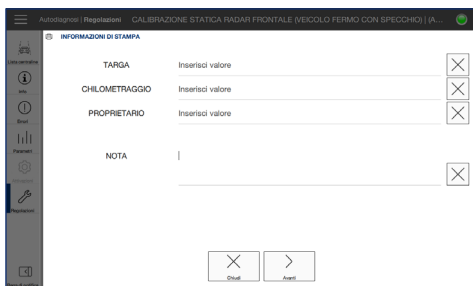 Autodiagnosi | Regolazioni CALIBRAZIONE STATICA RADAR FRONTALE (VEICOLO FERMO CON SPECCHIO) | (A...
INFORMAZIONI DI STAMPA
Lista centraline
Info
Errori
Parametri
Attivazioni
Regolazioni
TARGA Inserisci valore
CHILOMETRAGGIO Inserisci valore
PROPRIETARIO Inserisci valore
NOTA
Chiudi Avanti